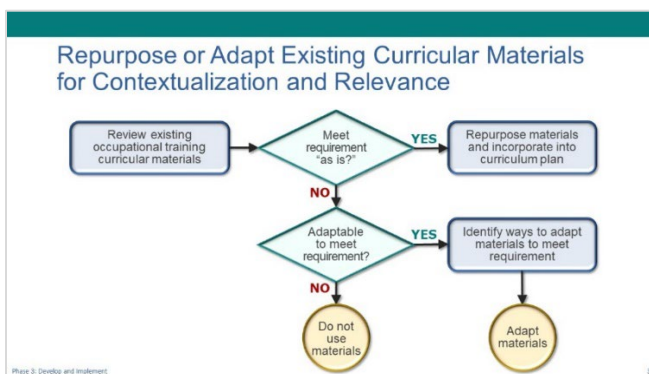 Repurpose or Adapt Existing Curricular Materials
for Contextualization and Relevance
Review existing
occupational training
curricular materials
Meet
requirement
"as is?"
YES
Repurpose materials
and incorporate into
curriculum plan
NO
Adaptable
to meet
requirement?
YES
Identify ways to adapt
materials to meet
requirement
NO
Do not
use
materials
Adapt
materials
Phase 3: Develop and Implement